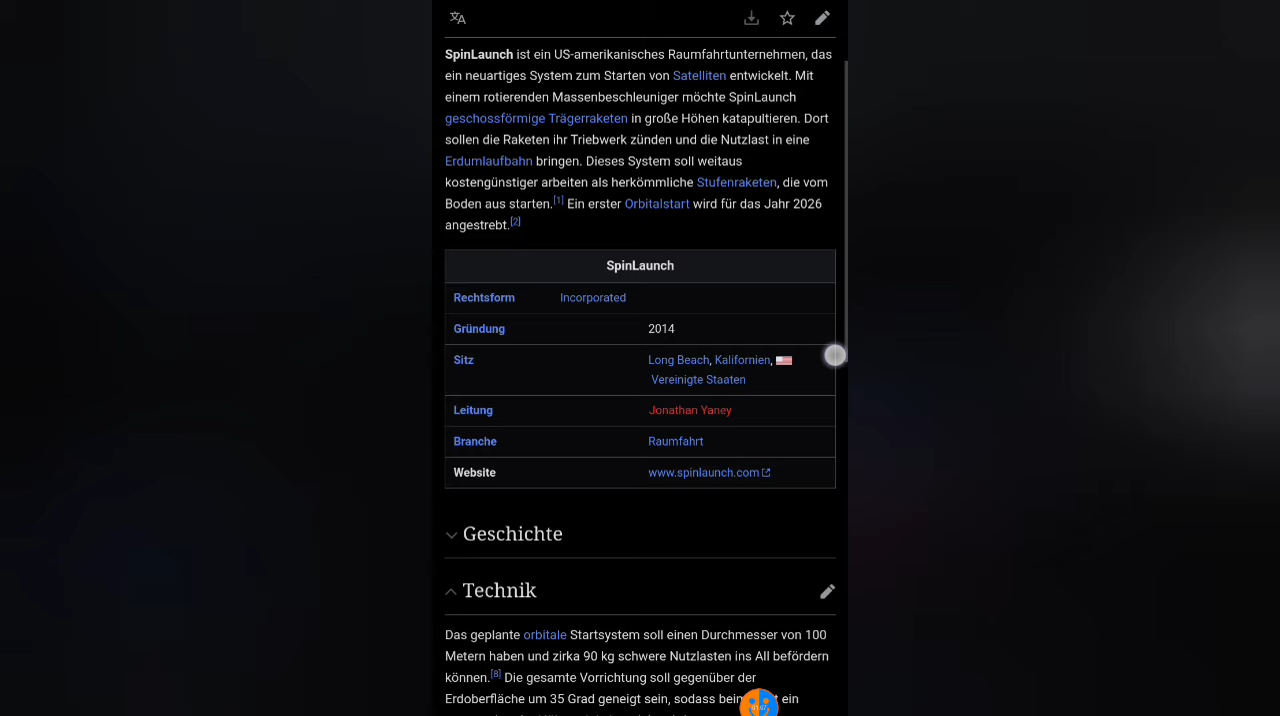 SpinLaunch ist ein US-amerikanisches Raumfahrtunternehmen, das
ein neuartiges System zum Starten von Satelliten entwickelt. Mit
einem rotierenden Massenbeschleuniger möchte SpinLaunch
geschossförmige Trägerraketen in große Höhen katapultieren. Dort
sollen die Raketen ihr Triebwerk zünden und die Nutzlast in eine
Erdumlaufbahn bringen. Dieses System soll weitaus
kostengünstiger arbeiten als herkömmliche Stufenraketen, die vom
Boden aus starten.[1] Ein erster Orbitalstart wird für das Jahr 2026
angestrebt.[2]
SpinLaunch
Rechtsform Incorporated
Gründung 2014
Sitz Long Beach, Kalifornien,
Vereinigte Staaten
Leitung Jonathan Yaney
Branche Raumfahrt
Website www.spinlaunch.com
Geschichte
Technik
Das geplante orbitale Startsystem soll einen Durchmesser von 100
Metern haben und zirka 90 kg schwere Nutzlasten ins All befördern
können.[8] Die gesamte Vorrichtung soll gegenüber der
Erdoberfläche um 35 Grad geneigt sein, sodass ein